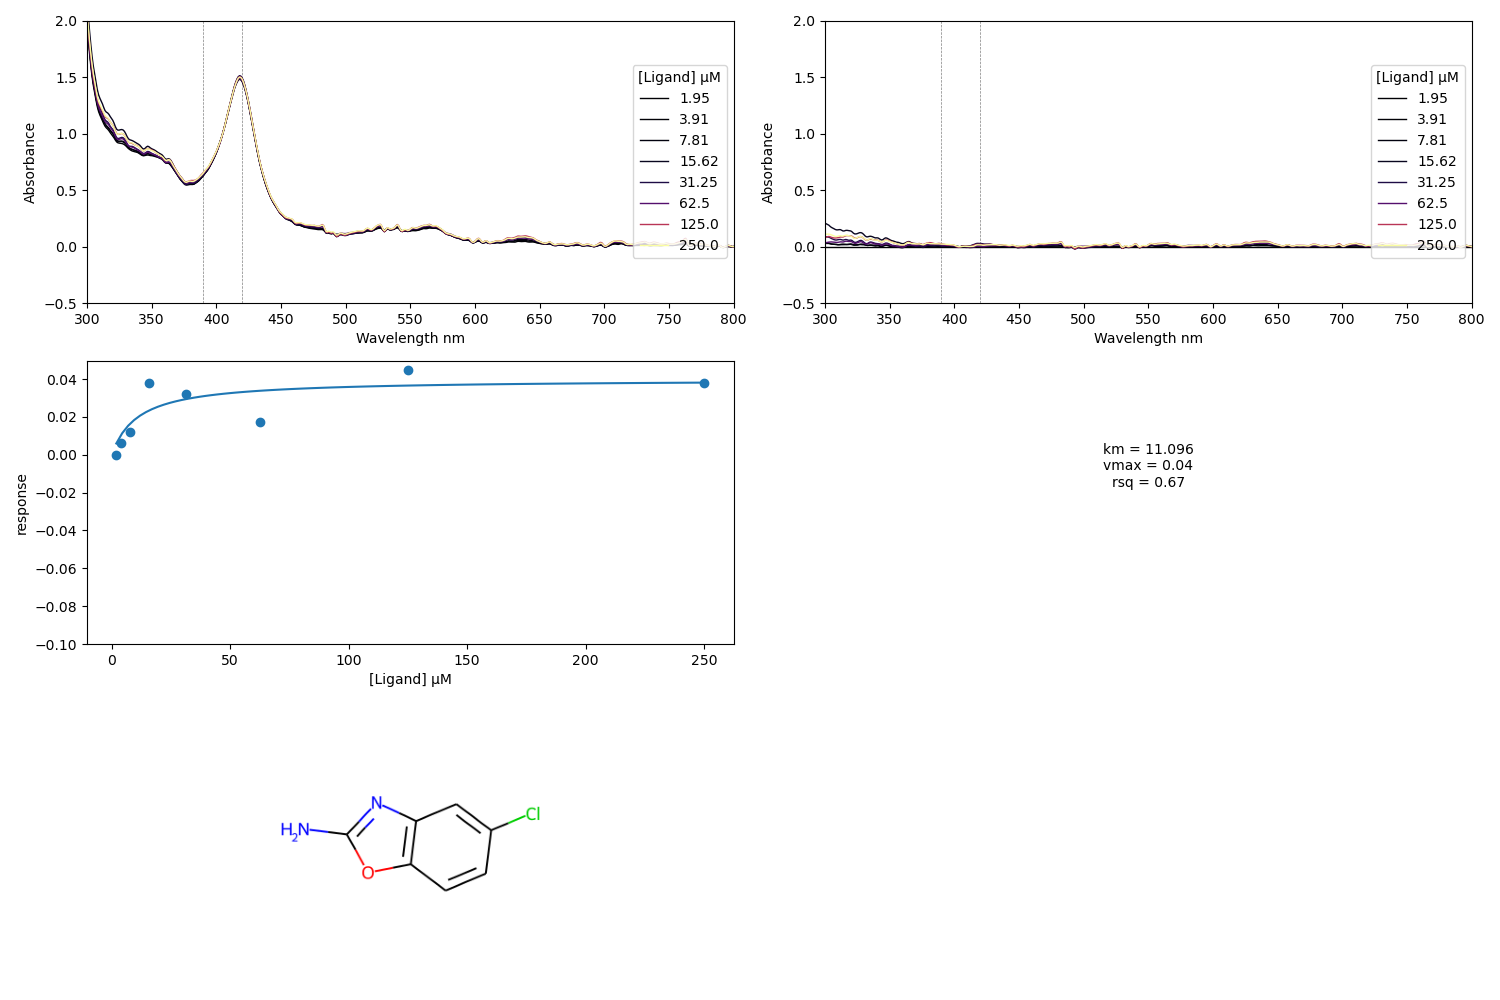 2.0
1.5
1.0
0.5
0.0
−0.5
Absorbance
300 350 400 450 500 550 600 650 700 750 800
Wavelength nm
[Ligand] µM
1.95
3.91
7.81
15.62
31.25
62.5
125.0
250.0
2.0
1.5
1.0
0.5
0.0
−0.5
Absorbance
300 350 400 450 500 550 600 650 700 750 800
Wavelength nm
[Ligand] µM
1.95
3.91
7.81
15.62
31.25
62.5
125.0
250.0
0.04
0.02
0.00
−0.02
−0.04
−0.06
−0.08
−0.10
response
0 50 100 150 200 250
[Ligand] µM
km = 11.096
vmax = 0.04
rsq = 0.67
N
Cl
H2N
O